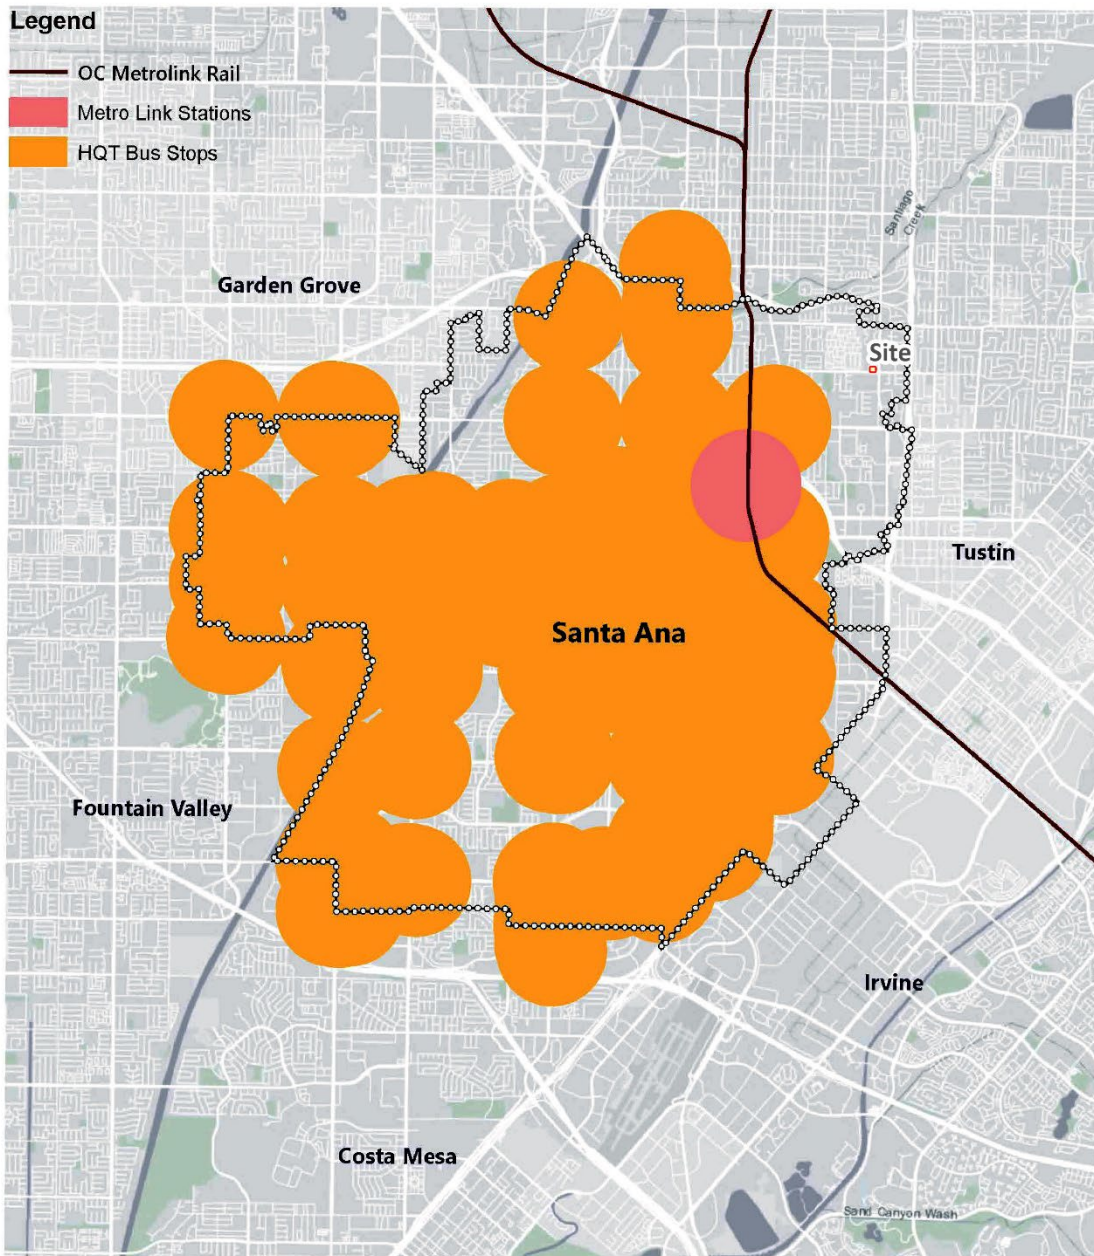 Legend
OC Metrolink Rail
Metro Link Stations
HQT Bus Stops
Santiago
Creek
Garden Grove
Site
Tustin
Santa Ana
Fountain Valley
Irvine
Costa Mesa
Sand Canyon Wash